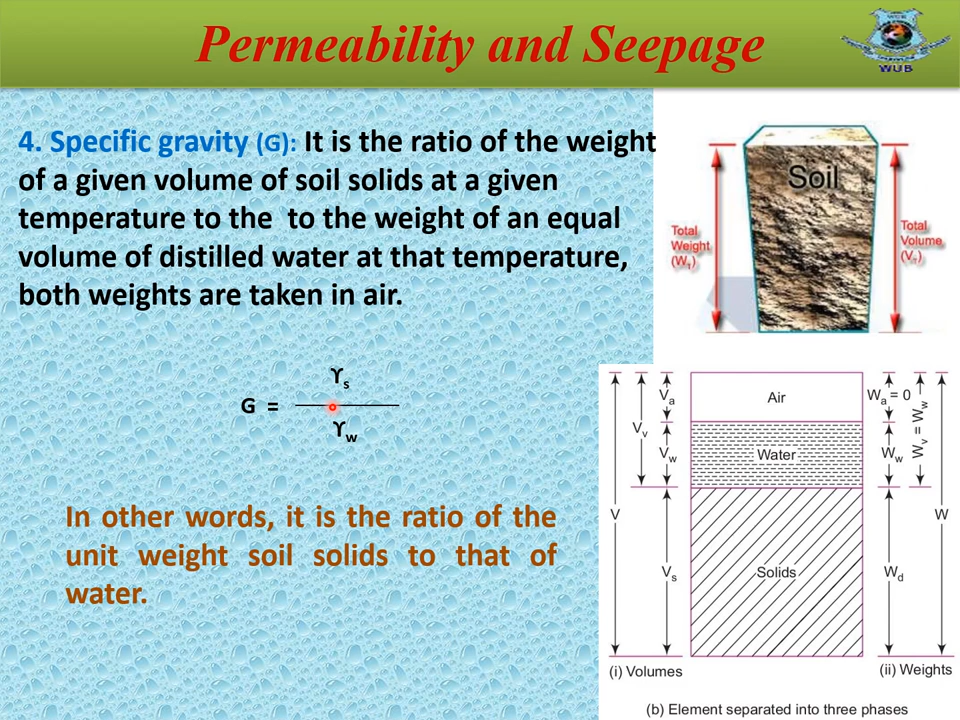 Permeability and Seepage
WUB
4. Specific gravity (G): It is the ratio of the weight
of a given volume of soil solids at a given
temperature to the  to the weight of an equal
volume of distilled water at that temperature,
both weights are taken in air.
ϒs
G =
ϒw
In other words, it is the ratio of the
unit weight soil solids to that of
water.
Soil
Total
Weight
(WT)
Total
Volume
(VT)
Air
Water
Solids
V
Vv
Va
Vw
Vs
Wa = 0
Ww
Wd
Wv = Ww
W
(i) Volumes
(ii) Weights
(b) Element separated into three phases